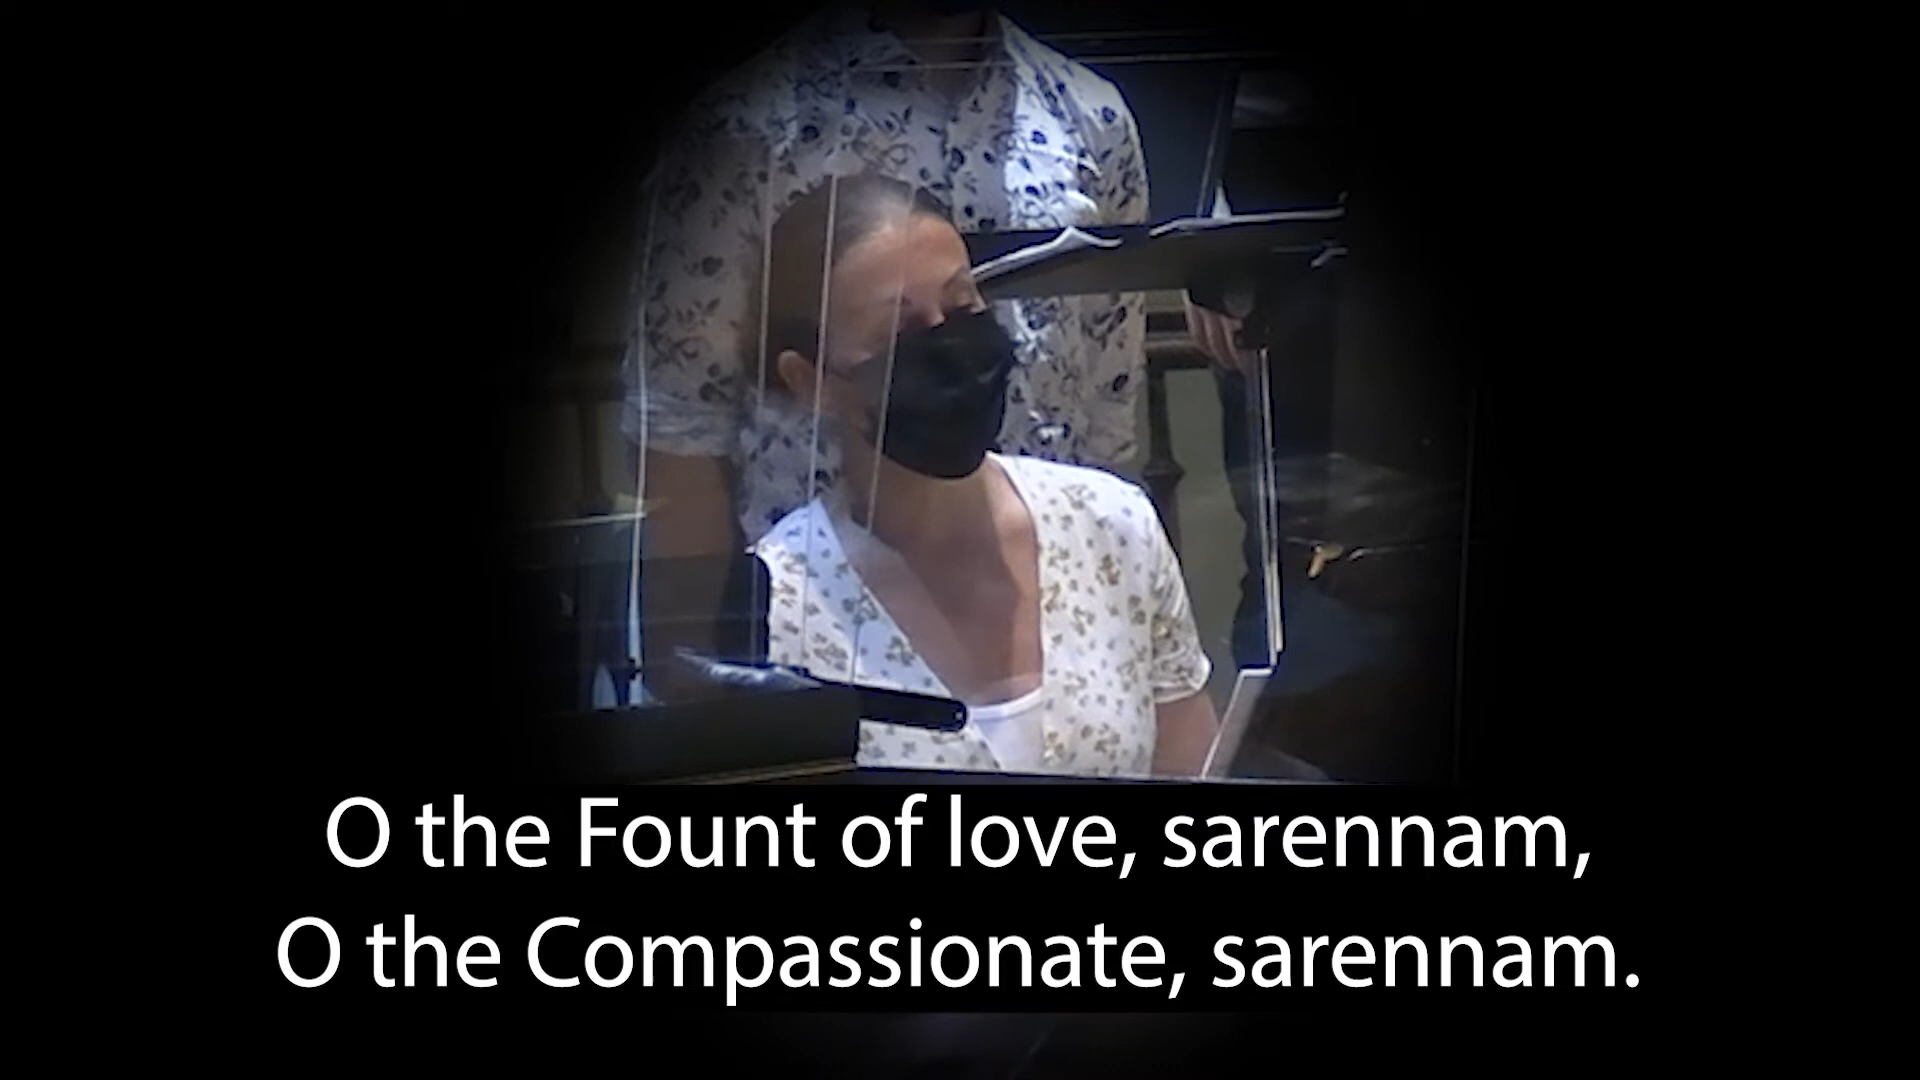 O the Fount of love, sarennam,
O the Compassionate, sarennam.